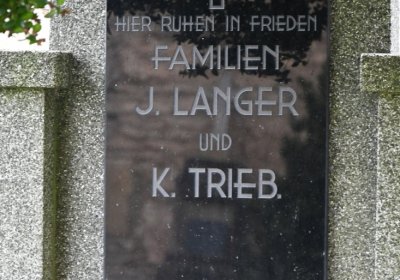 HIER RUHEN IN FRIEDEN
FAMILIEN
J. LANGER
UND
K. TRIEB.